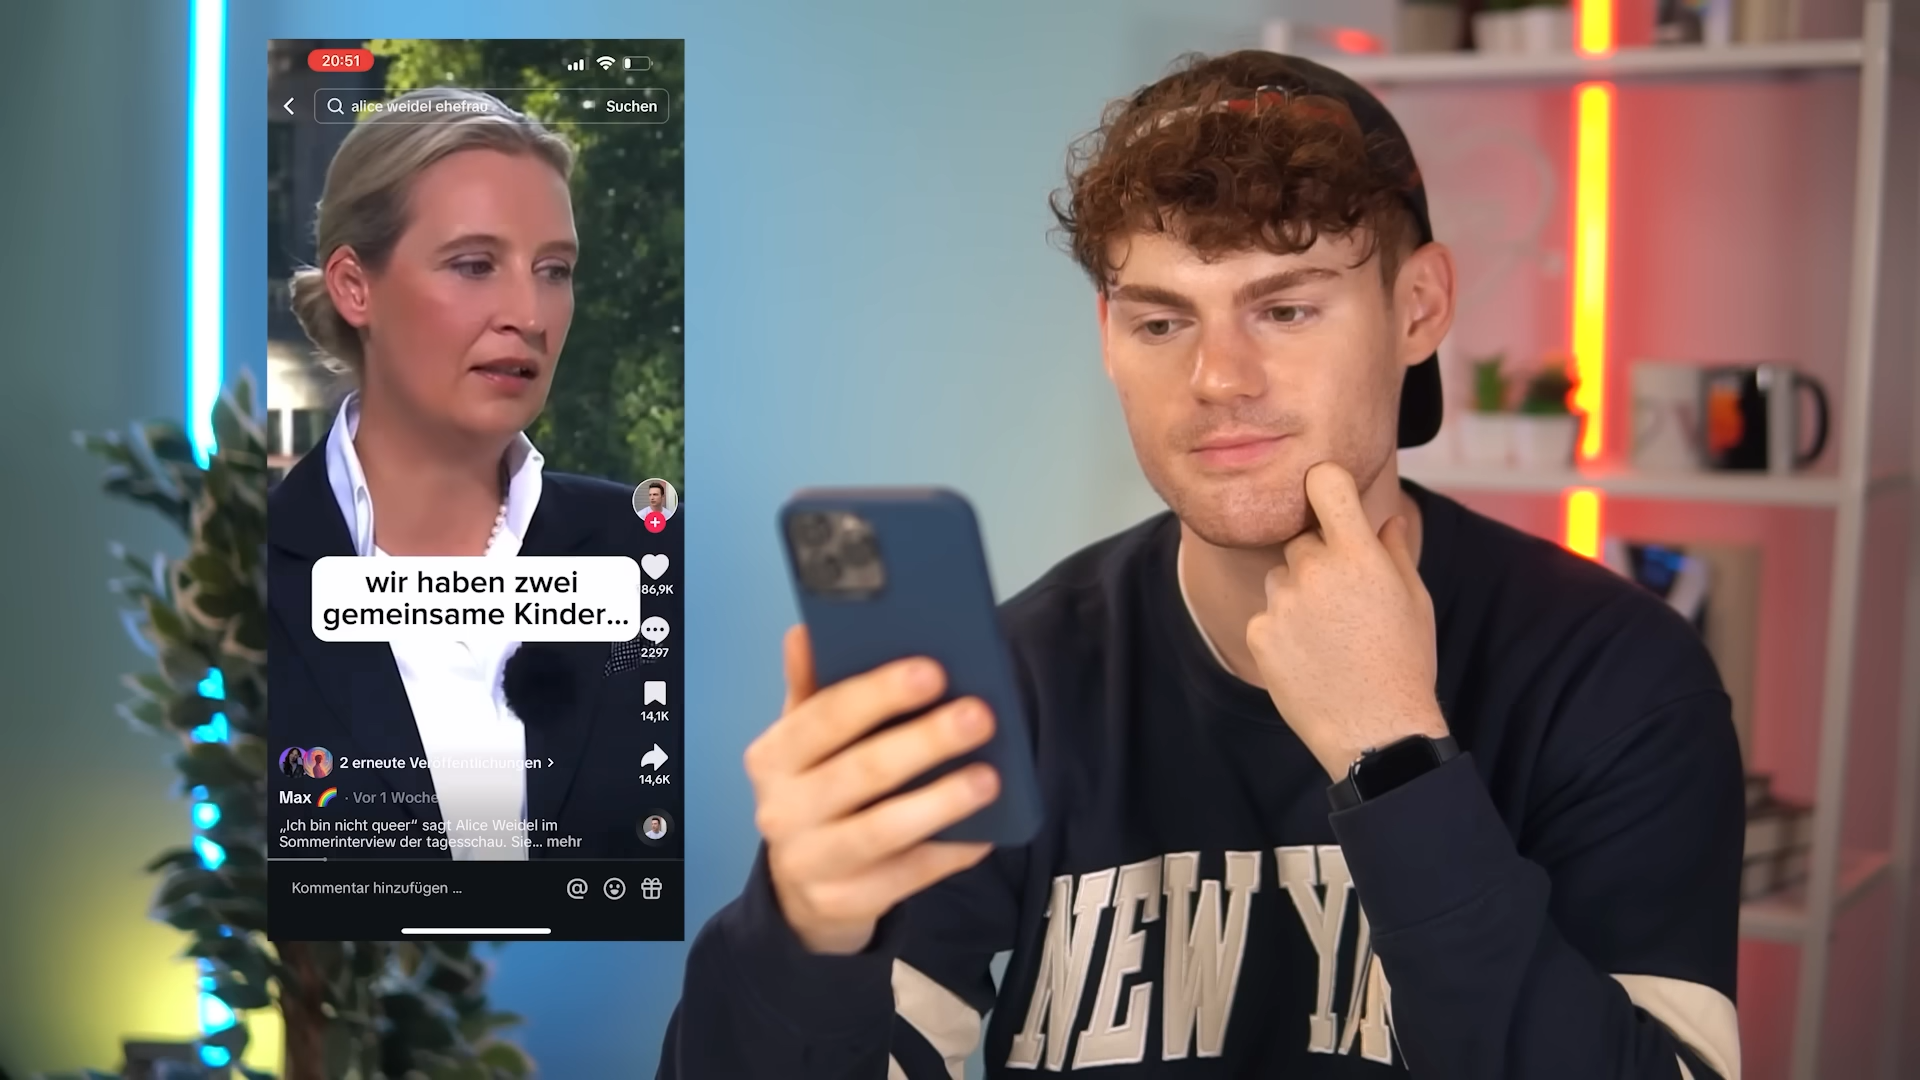 20:51
alice weidel ehefrau
Suchen
wir haben zwei
gemeinsame Kinder...
86,9K
2297
14,1K
14,6K
2 erneute Veröffentlichungen >
Max 🌈 · Vor 1 Woche
„Ich bin nicht queer“ sagt Alice Weidel im
Sommerinterview der tagesschau. Sie... mehr
Kommentar hinzufügen ...
NEW Y